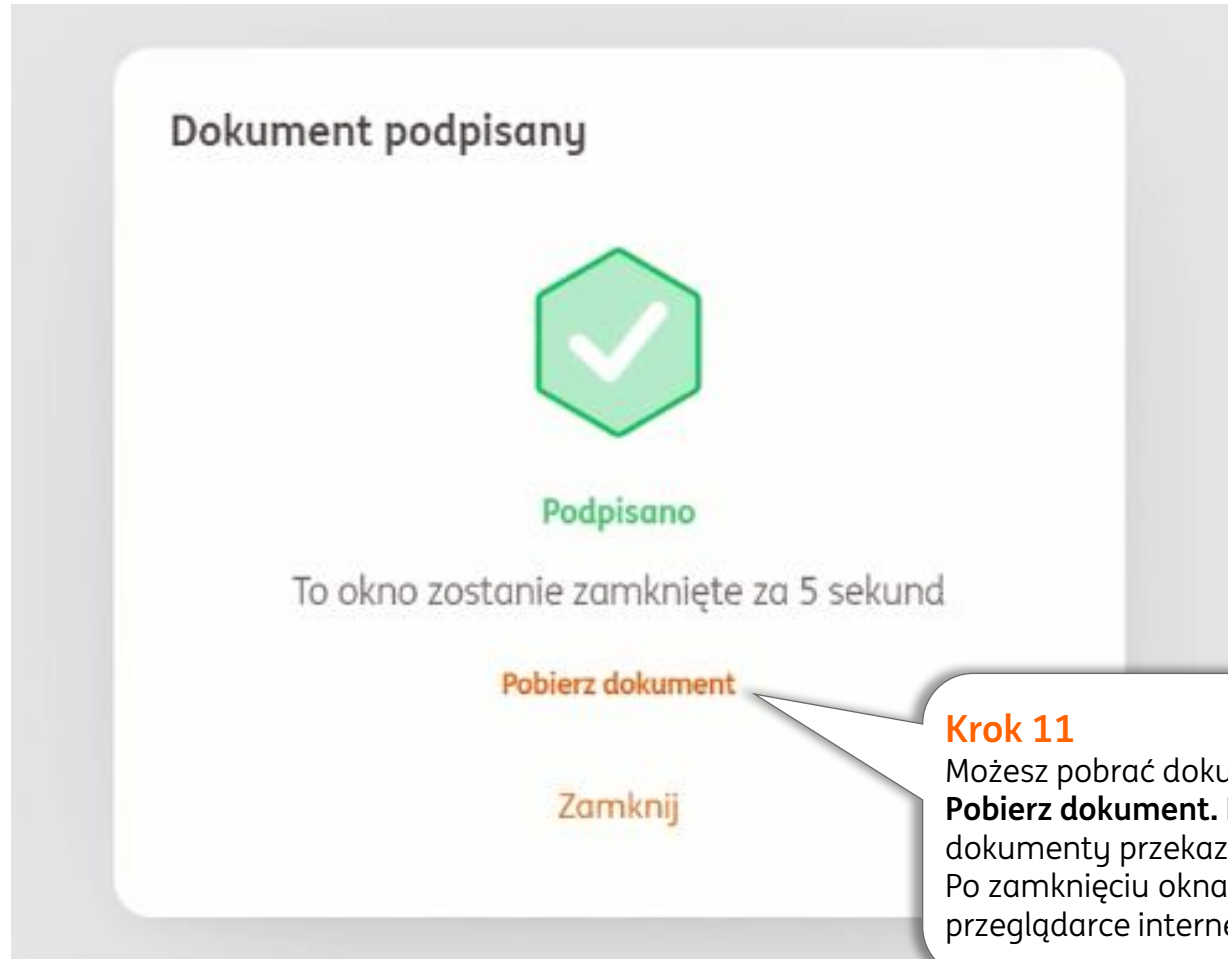 Dokument podpisany
Podpisano
To okno zostanie zamknięte za 5 sekund
Pobierz dokument
Zamknij
Krok 11
Możesz pobrać
Pobierz dokument.
dokumenty
Po zamknięciu okna
przeglądarce